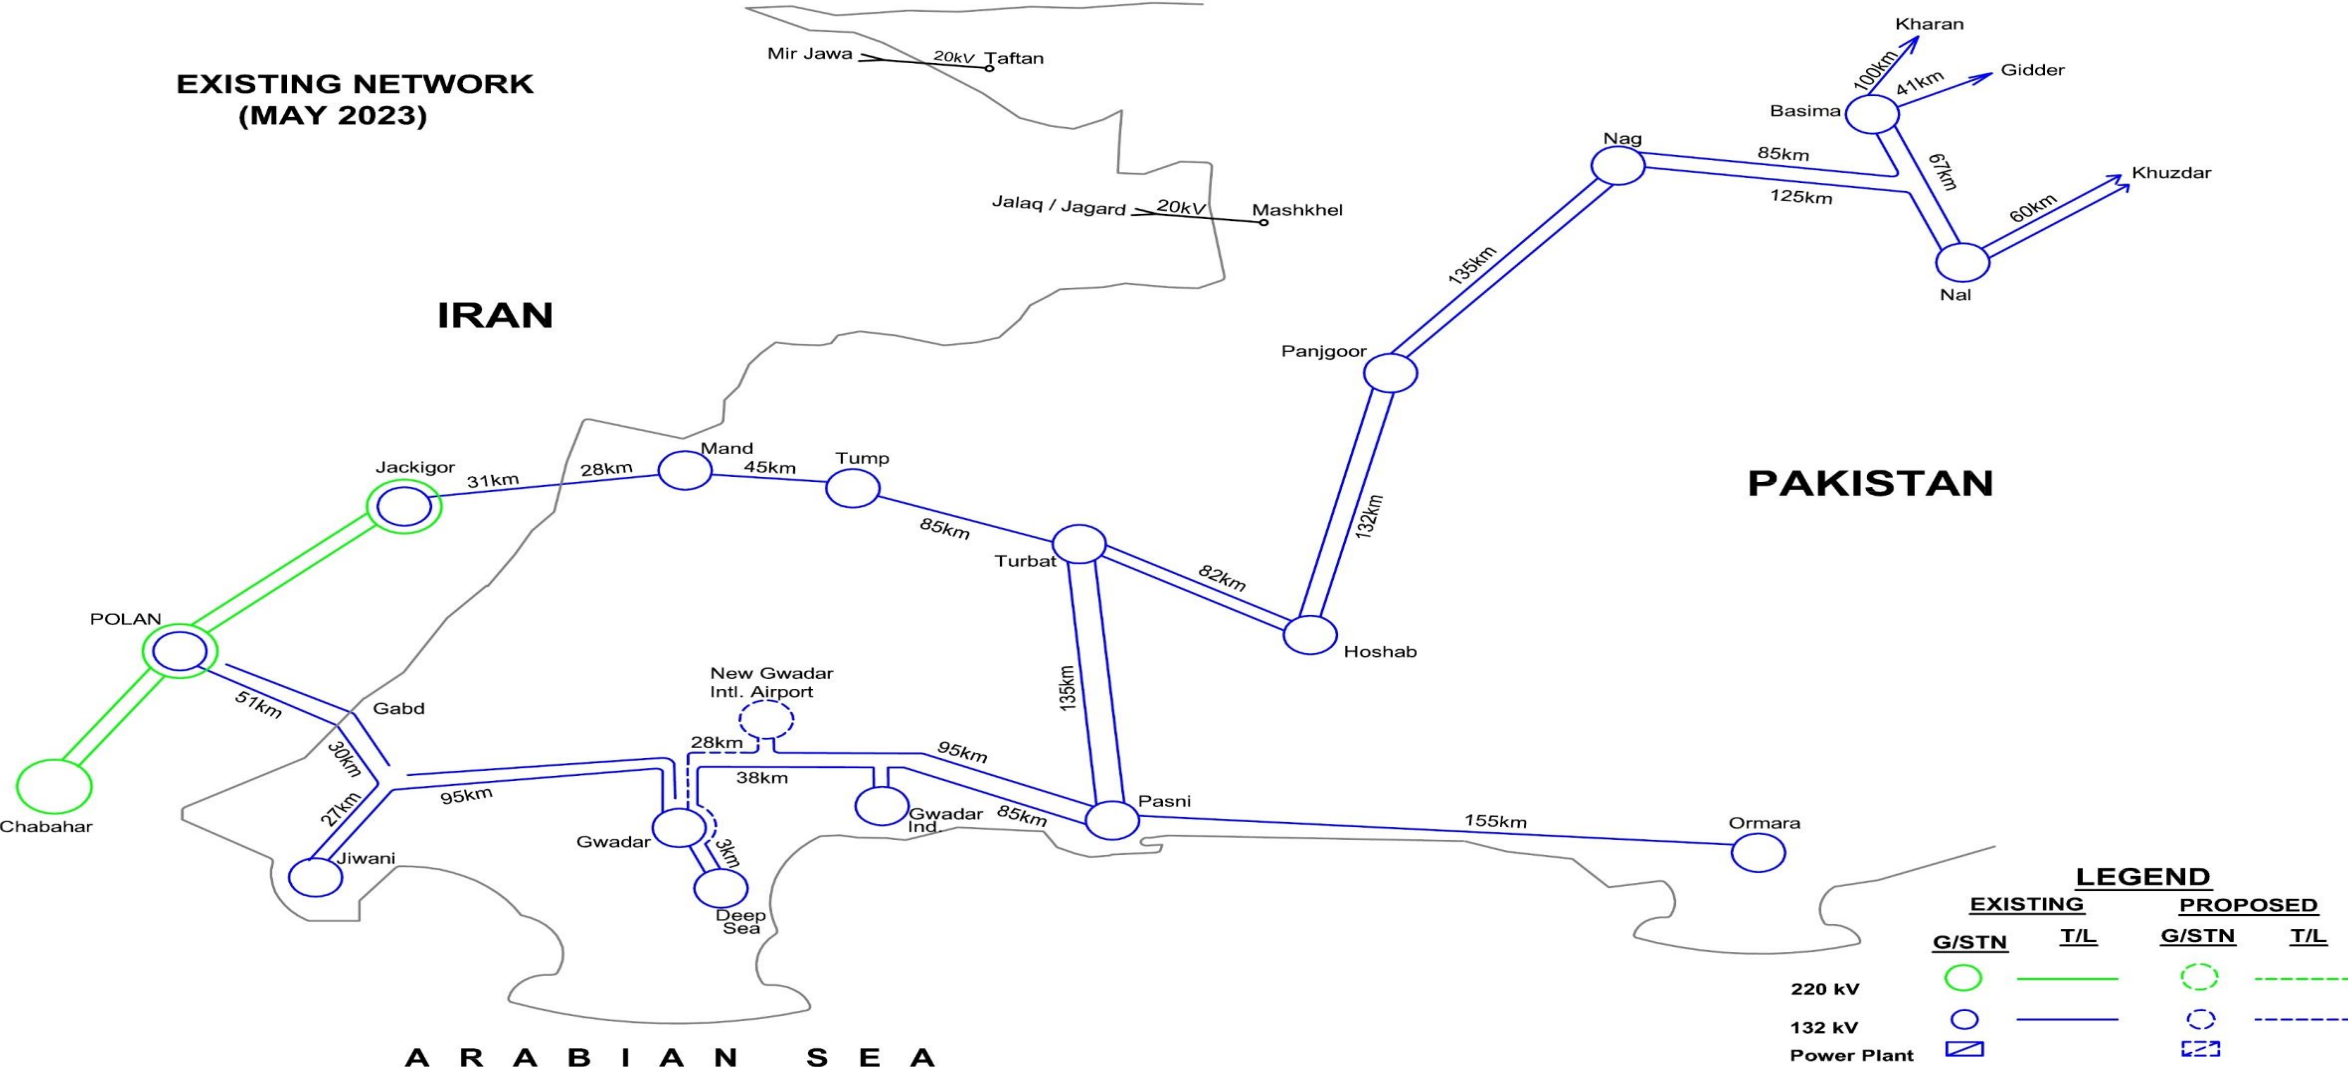 EXISTING NETWORK
(MAY 2023)
Mir Jawa
20kV
Taftan
Jalaq / Jagard
20kV
Mashkhel
IRAN
PAKISTAN
Kharan
100km
41km
Gidder
Basima
67km
Khuzdar
60km
Nal
Nag
85km
125km
135km
Panjgoor
132km
Hoshab
82km
Turbat
85km
Tump
45km
Mand
28km
31km
Jackigor
POLAN
51km
Gabd
Chabahar
30km
27km
Jiwani
95km
Gwadar
New Gwadar
Intl. Airport
28km
38km
95km
85km
Gwadar
Ind.
3km
Deep
Sea
135km
Pasni
155km
Ormara
ARABIAN SEA
LEGEND
EXISTING
PROPOSED
G/STN
T/L
G/STN
T/L
220 kV
132 kV
Power Plant